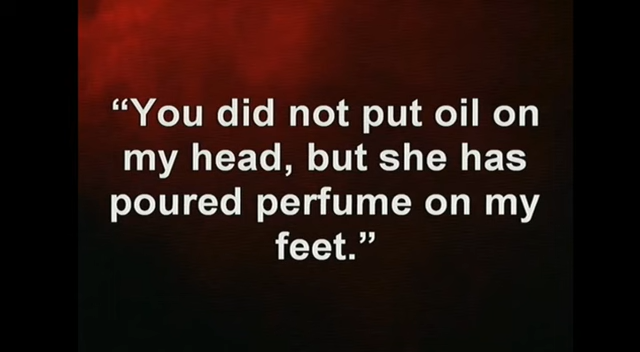 “You did not put oil on
my head, but she has
poured perfume on my
feet.”